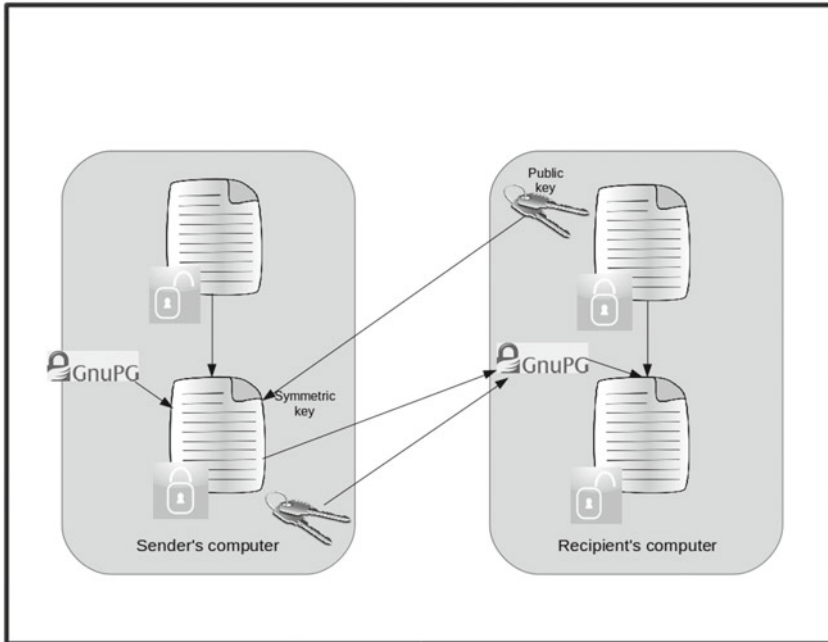 Public
key
GnuPG
Symmetric
key
Sender's computer
GnuPG
Recipient's computer